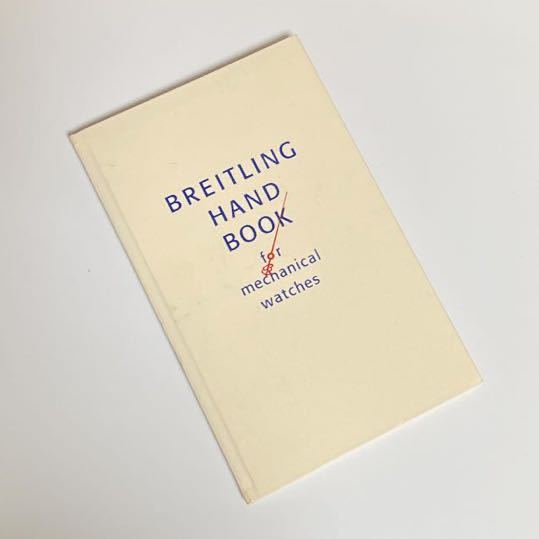 BREITLING
HAND
BOOK
for
mechanical
watches